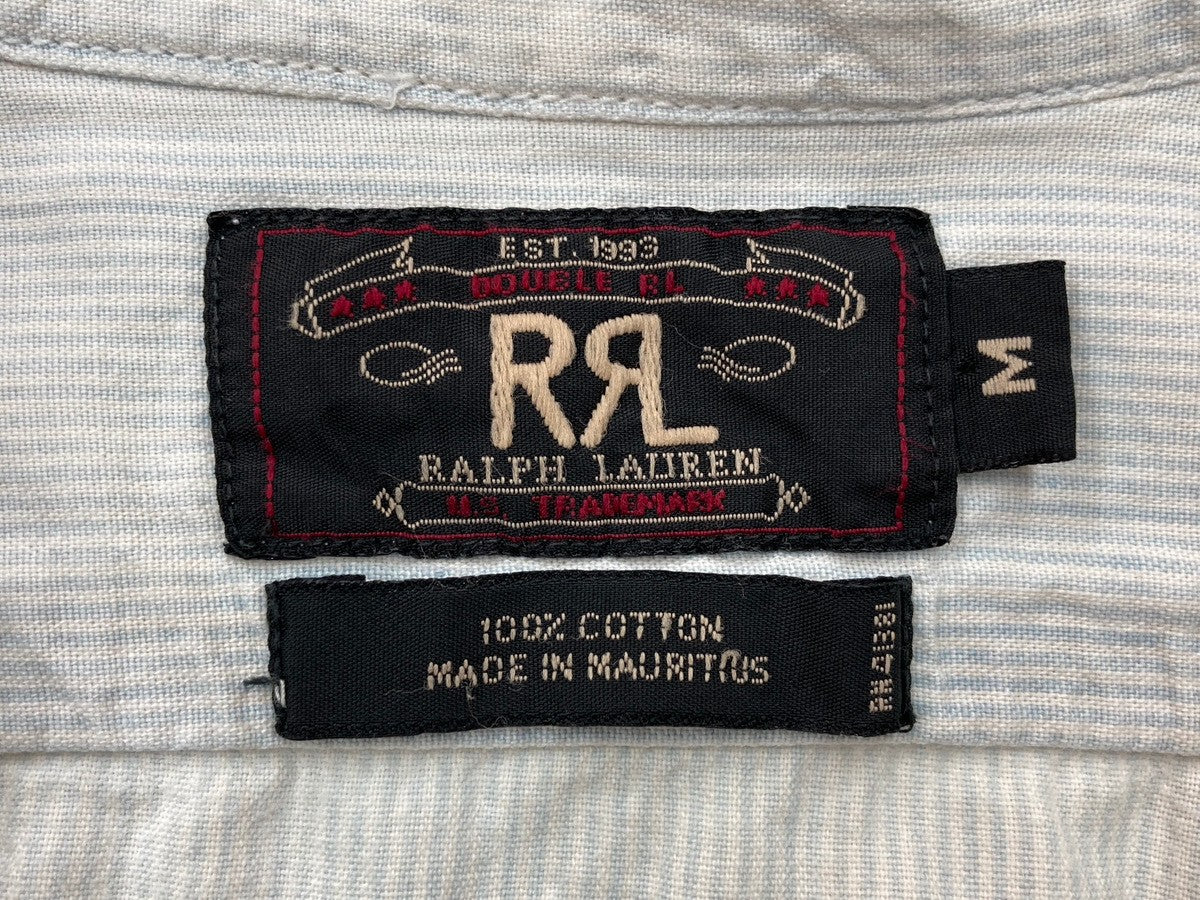 EST. 1993
DOUBLE RL
RRL
RALPH LAUREN
U.S. TRADEMARK
M
100% COTTON
MADE IN MAURITIUS